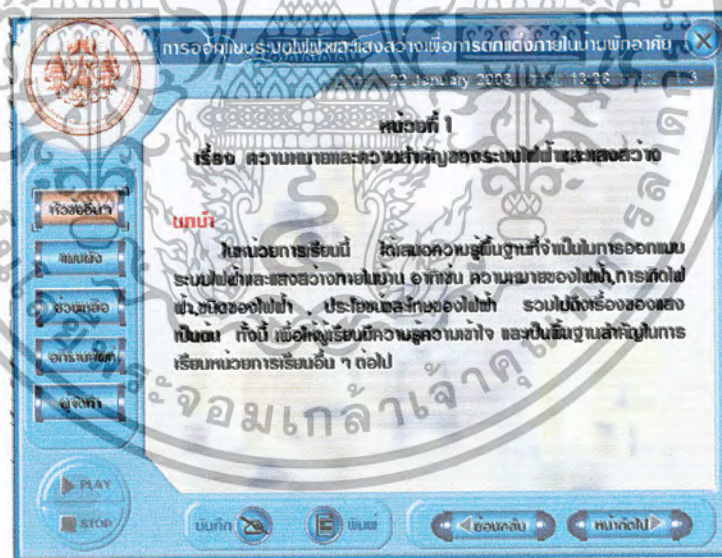 การออกแบบระบบไฟฟ้าและแสงสว่างเพื่อการตกแต่งภายในบ้านพักอาศัย
22 January 2003
หน่วยที่ 1
เรื่อง ความหมายและความสำคัญของระบบไฟฟ้าและแสงสว่าง
บทนำ
ในหน่วยการเรียนนี้ ได้เสนอความรู้พื้นฐานที่จำเป็นในการออกแบบ
ระบบไฟฟ้าและแสงสว่างภายในบ้าน อาทิเช่น ความหมายของไฟฟ้า,การเกิดไฟ
ฟ้า,ชนิดของไฟฟ้า , ประโยชน์และโทษของไฟฟ้า รวมไปถึงเรื่องของแสง
เป็นต้น ทั้งนี้ เพื่อให้ผู้เรียนมีความรู้ความเข้าใจ และเป็นพื้นฐานสำคัญในการ
เรียนหน่วยการเรียนอื่น ๆ ต่อไป
หัวข้ออื่นๆ
แผนผัง
ช่วยเหลือ
อภิธานศัพท์
ผู้จัดทำ
PLAY
STOP
บันทึก
พิมพ์
ย้อนกลับ
หน้าถัดไป